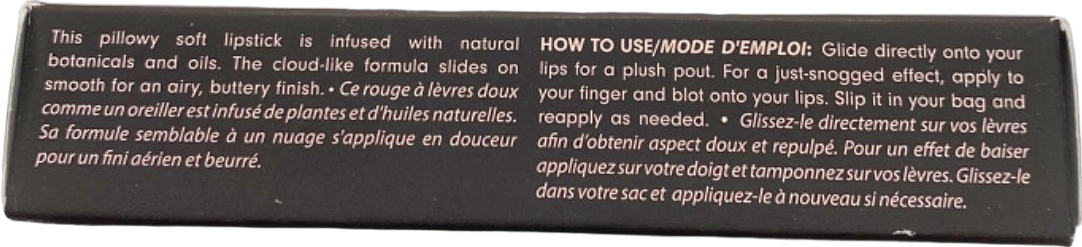 This pillowy soft lipstick is infused with natural
botanicals and oils. The cloud-like formula slides on
smooth for an airy, buttery finish. • Ce rouge à lèvres doux
comme un oreiller est infusé de plantes et d'huiles naturelles.
Sa formule semblable à un nuage s'applique en douceur
pour un fini aérien et beurré.
HOW TO USE/MODE D'EMPLOI: Glide directly onto your
lips for a plush pout. For a just-snogged effect, apply to
your finger and blot onto your lips. Slip it in your bag and
reapply as needed. • Glissez-le directement sur vos lèvres
afin d'obtenir aspect doux et repulpé. Pour un effet de baiser
appliquez sur votre doigt et tamponnez sur vos lèvres. Glissez-le
dans votre sac et appliquez-le à nouveau si nécessaire.